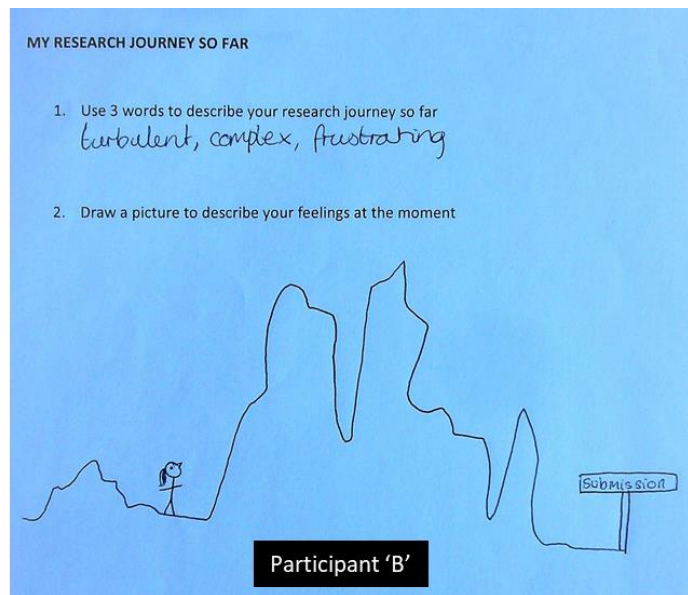 MY RESEARCH JOURNEY SO FAR
1. Use 3 words to describe your research journey so far
turbulent, complex, frustrating
2. Draw a picture to describe your feelings at the moment
Submission
Participant ‘B’